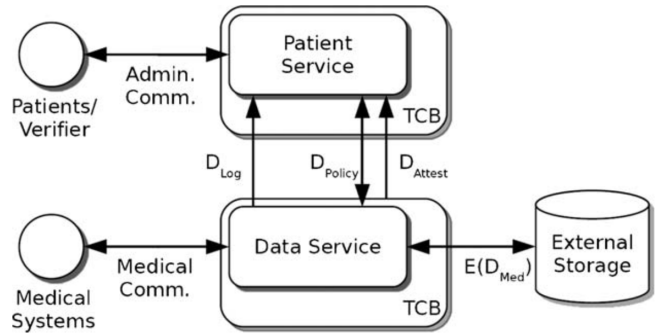 Patient
Service
Admin.
Comm.
Patients/
Verifier
TCB
D_Log
D_Policy
D_Attest
Data Service
Medical
Comm.
Medical
Systems
TCB
E(D_Med)
External
Storage